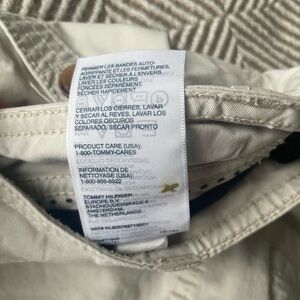 FERMER LES BANDES AUTO-
AGRIPPANTE ET LES FERMETURES,
LAVER ET SÉCHER À L'ENVERS,
LAVER LES COULEURS
FONCÉES SÉPARÉMENT,
SÉCHER RAPIDEMENT
CERRAR LOS CIERRES, LAVAR
Y SECAR AL REVÉS, LAVAR LOS
COLORES OSCUROS
SEPARADO, SECAR PRONTO
PRODUCT CARE (USA):
1-800-TOMMY-CARES
INFORMATION DE
NETTOYAGE (USA)
1-800-866-6922
TOMMY HILFIGER
EUROPE B.V.
STADHOUDERSKADE 6
AMSTERDAM,
THE NETHERLANDS